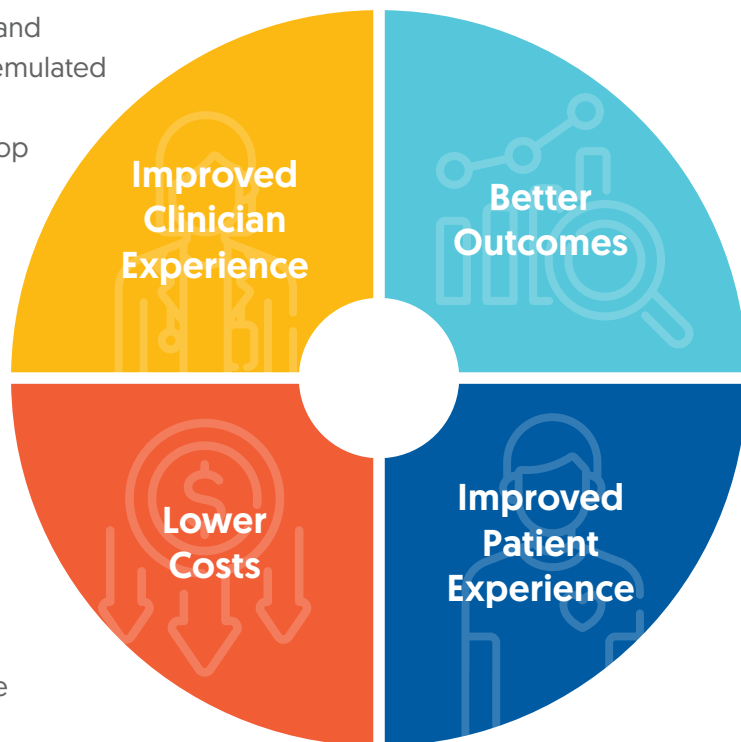 and
emulated
op
Improved
Clinician
Experience
Better
Outcomes
Lower
Costs
Improved
Patient
Experience
e